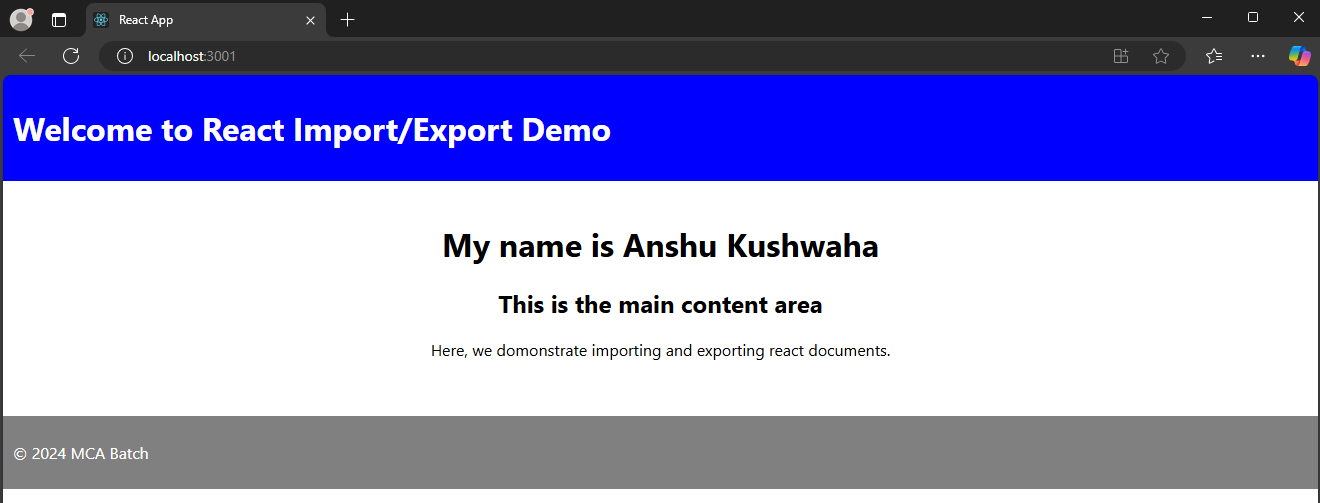 React App
localhost:3001
Welcome to React Import/Export Demo
My name is Anshu Kushwaha
This is the main content area
Here, we domonstrate importing and exporting react documents.
© 2024 MCA Batch